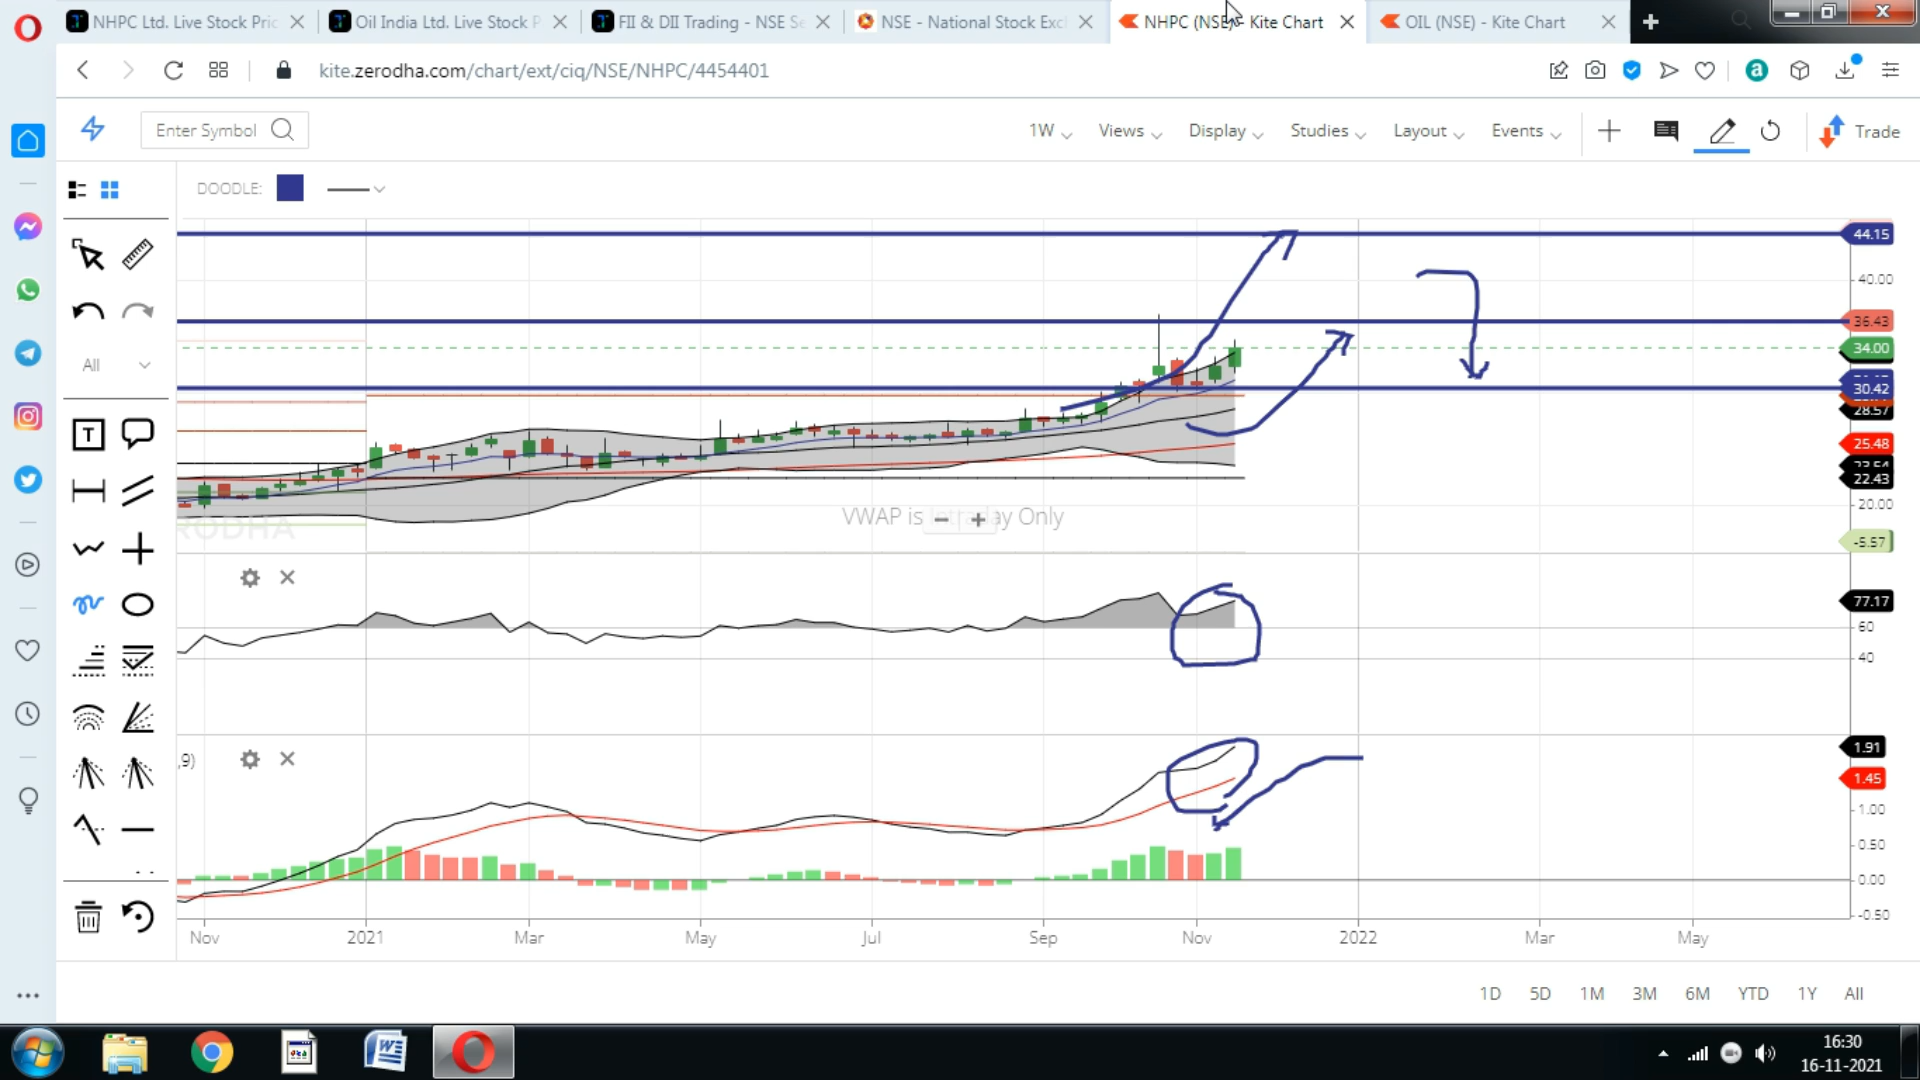 NHPC Ltd. Live Stock Pric
Oil India Ltd. Live Stock P
FII & DII Trading - NSE Se
NSE - National Stock Excl
NHPC (NSE) - Kite Chart
OIL (NSE) - Kite Chart
kite.zerodha.com/chart/ext/ciq/NSE/NHPC/4454401
Enter Symbol
1W
Views
Display
Studies
Layout
Events
Trade
DOODLE:
All
T
44.15
40.00
36.43
34.00
30.42
28.57
25.48
22.43
20.00
-5.57
VWAP is Intraday Only
77.17
60
40
,9)
1.91
1.45
1.00
0.50
0.00
-0.50
Nov
2021
Mar
May
Jul
Sep
Nov
2022
Mar
May
1D
5D
1M
3M
6M
YTD
1Y
All
16:30
16-11-2021